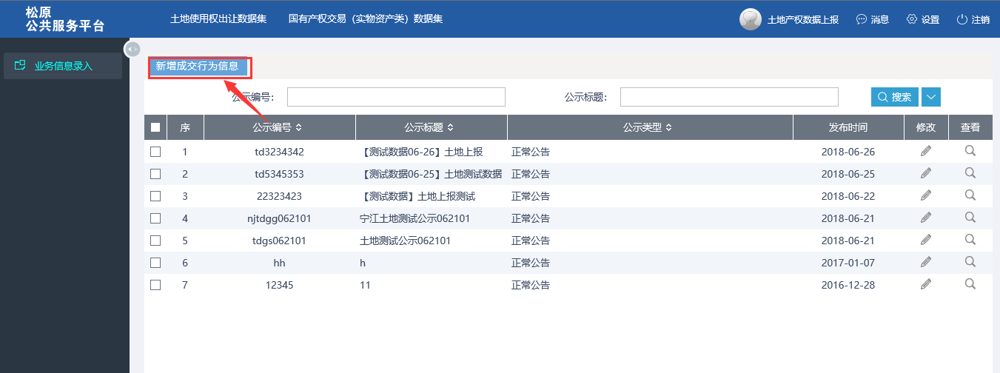 松原
公共服务平台
土地使用权出让数据集 国有产权交易（实物资产类）数据集
土地产权数据上报 消息 设置 注销
业务信息录入
新增成交行为信息
公示编号： 公示标题： 搜索
序 公示编号 公示标题 公示类型 发布时间 修改 查看
1 td3234342 【测试数据06-26】土地上报 正常公告 2018-06-26
2 td5345353 【测试数据06-25】土地测试数据 正常公告 2018-06-25
3 22323423 【测试数据】土地上报测试 正常公告 2018-06-22
4 njtdgg062101 宁江土地测试公示062101 正常公告 2018-06-21
5 tdgs062101 土地测试公示062101 正常公告 2018-06-21
6 hh h 正常公告 2017-01-07
7 12345 11 正常公告 2016-12-28